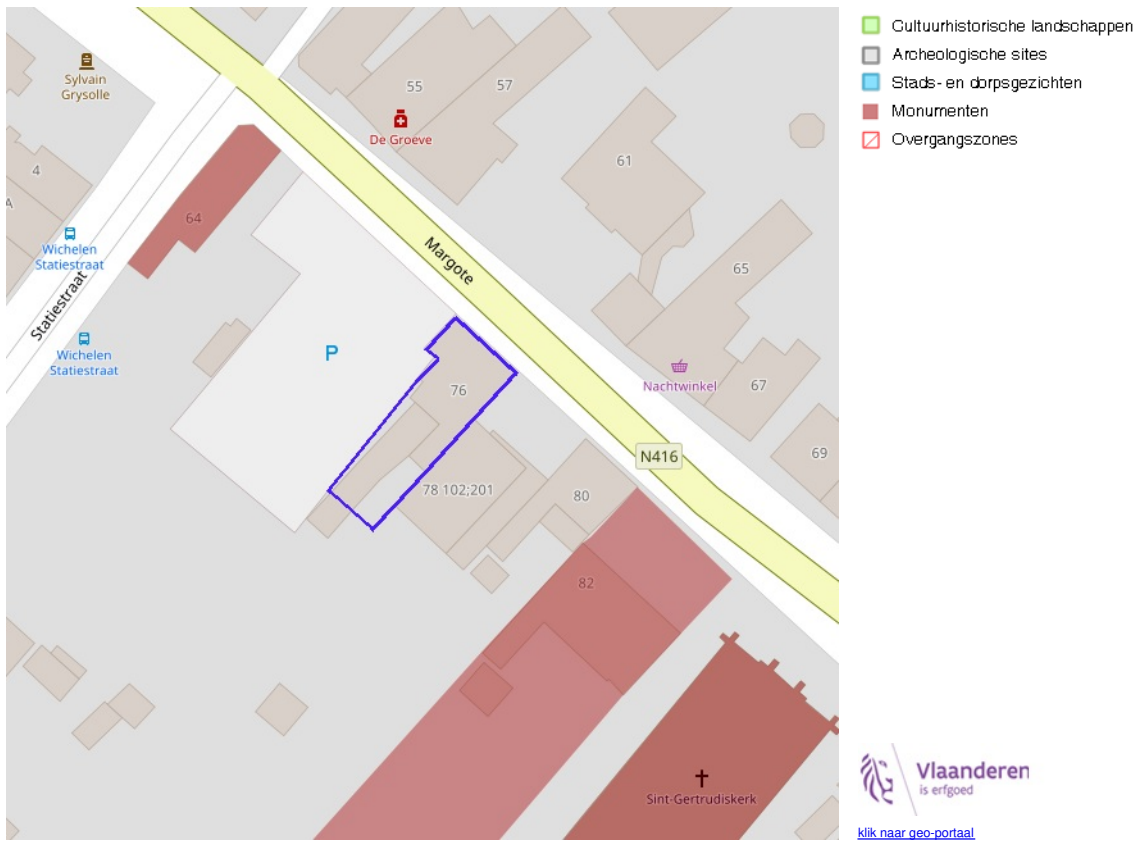 Sylvain
Grysolle
4
A
Wichelen
Statiestraat
Statiestraat
Wichelen
Statiestraat
64
P
55
57
De Groeve
61
Margote
65
Nachtwinkel
67
69
N416
76
78 102;201
80
82
Sint-Gertrudiskerk
Cultuurhistorische landschappen
Archeologische sites
Stads- en dorpsgezichten
Monumenten
Overgangszones
Vlaanderen
is erfgoed
klik naar geo-portaal